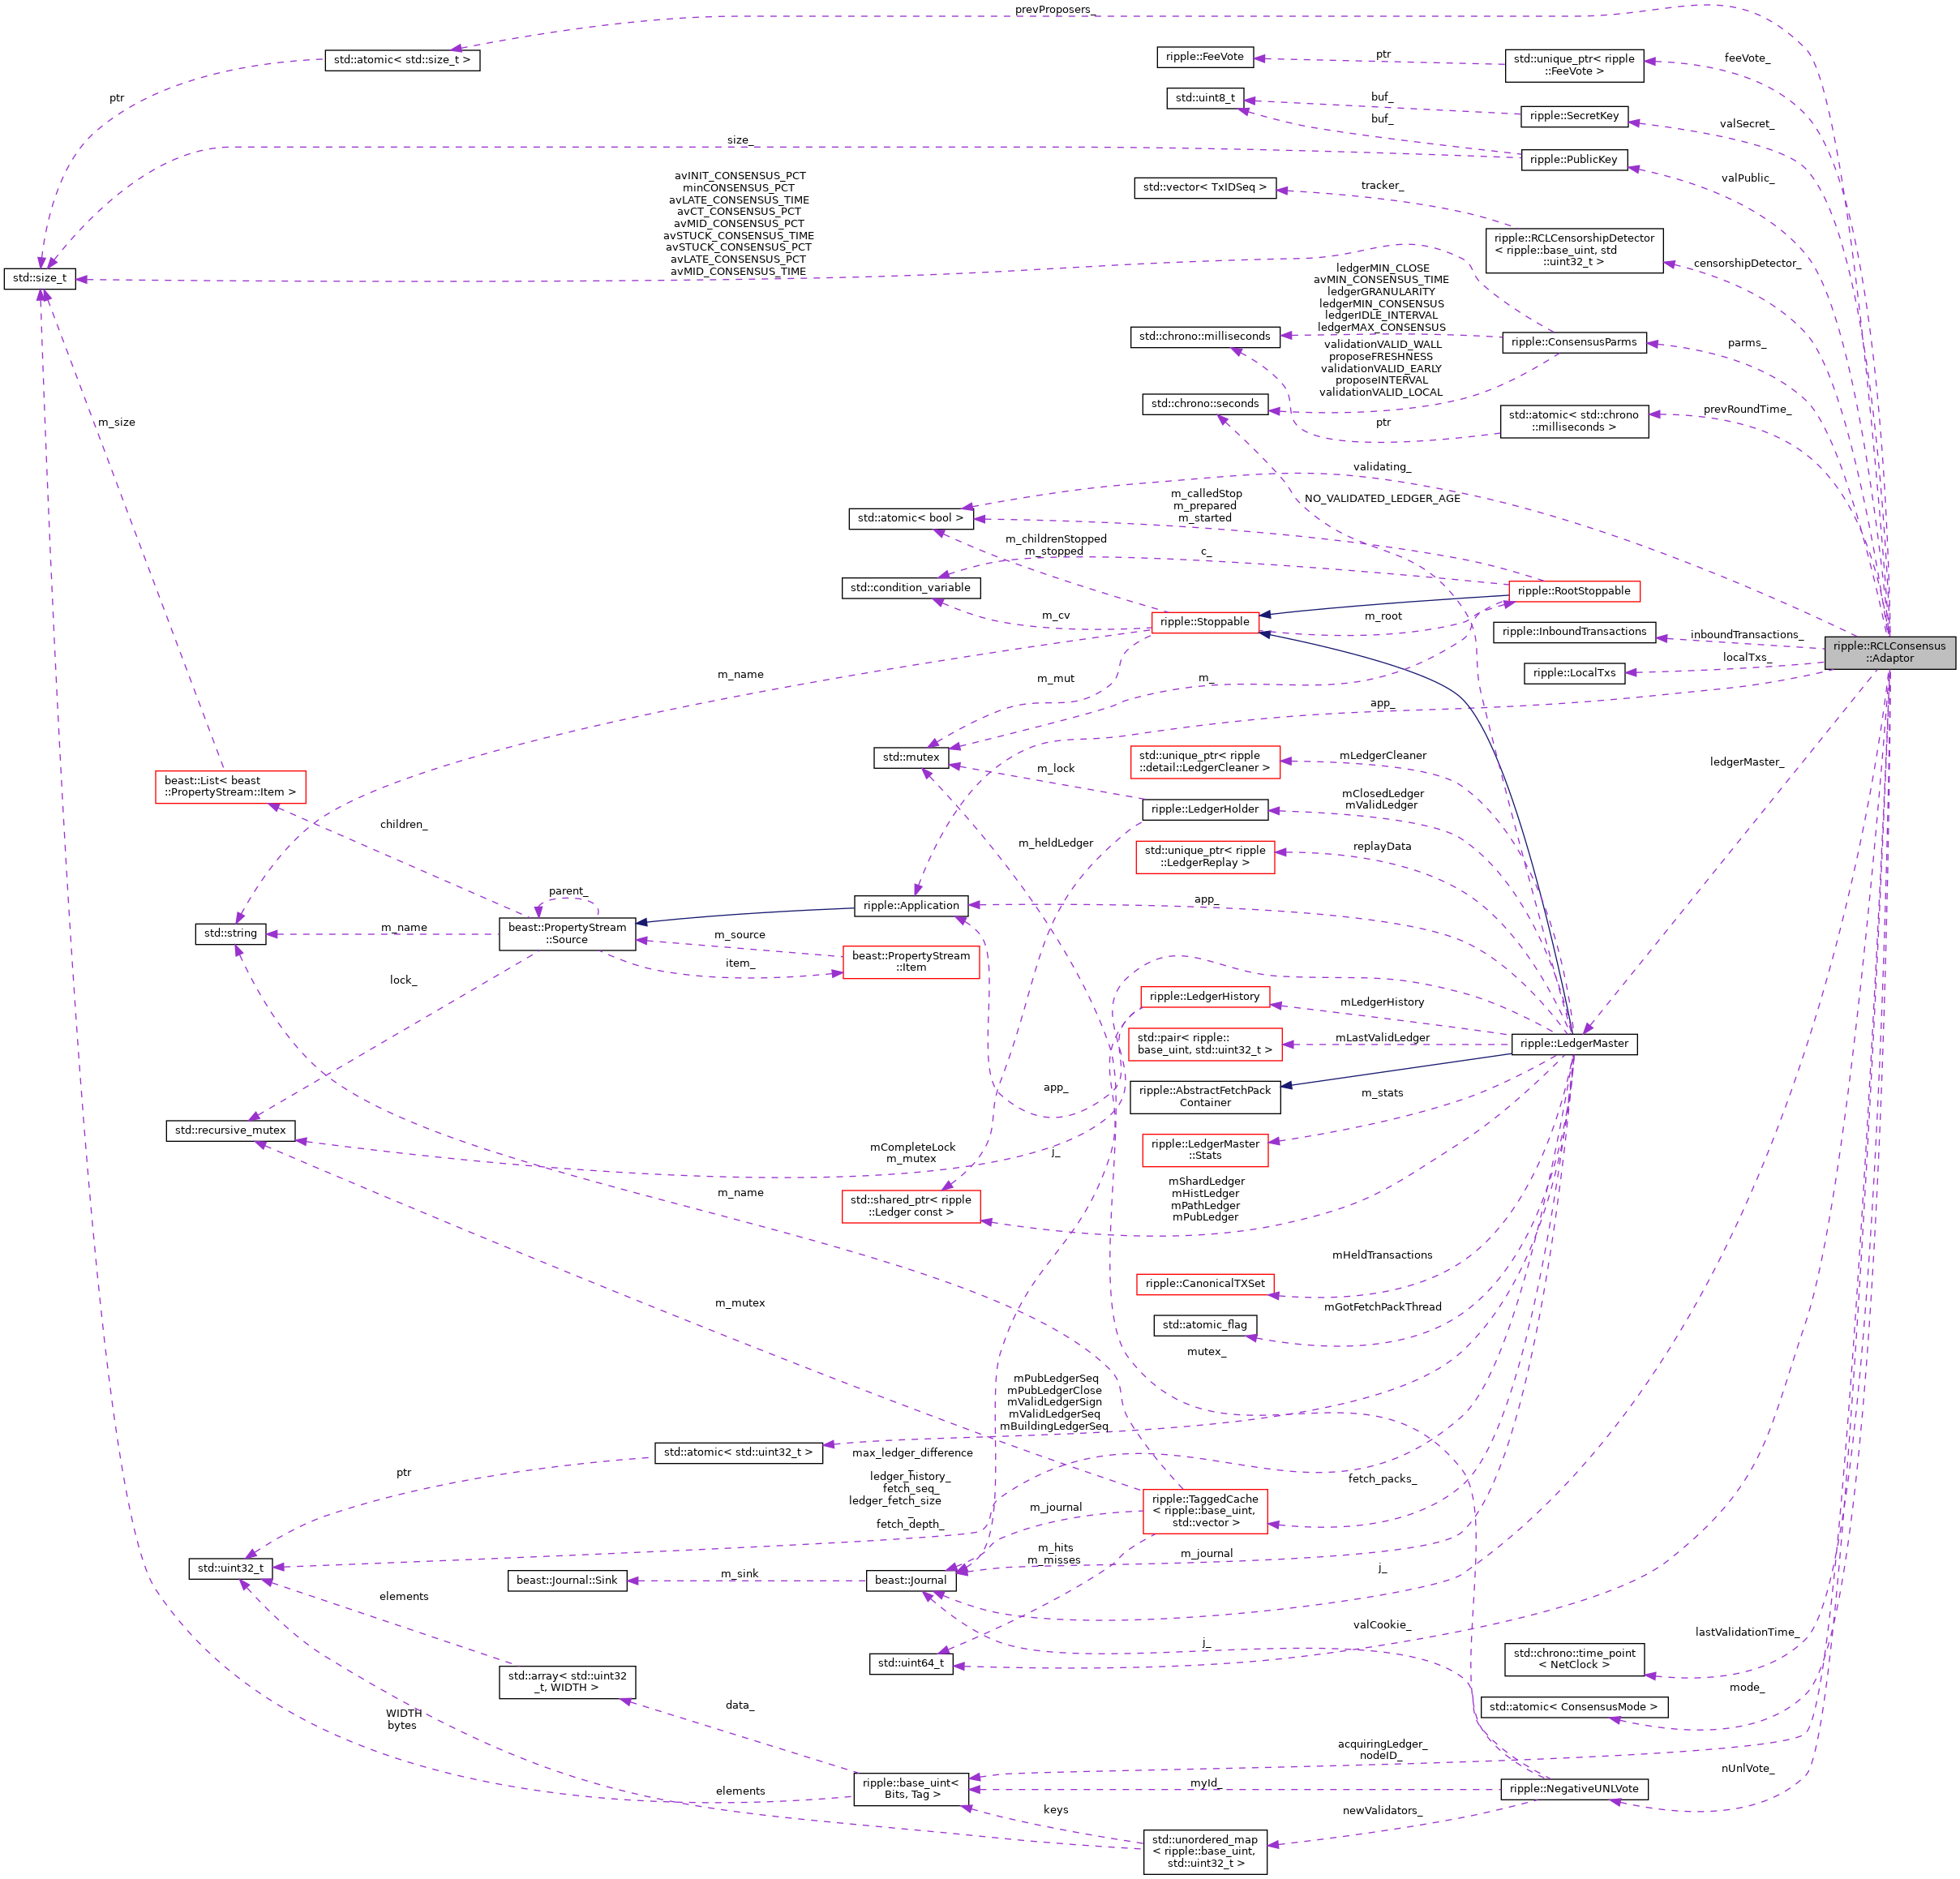 prevProposers_
std::atomic< std::size_t >
ptr
ripple::FeeVote
ptr
std::unique_ptr< ripple
::FeeVote >
feeVote_
std::uint8_t
buf_
buf_
ripple::SecretKey
valSecret_
size_
ripple::PublicKey
valPublic_
std::vector< TxIDSeq >
tracker_
ripple::RCLCensorshipDetector
< ripple::base_uint, std
::uint32_t >
censorshipDetector_
avINIT_CONSENSUS_PCT
minCONSENSUS_PCT
avLATE_CONSENSUS_TIME
avCT_CONSENSUS_PCT
avMID_CONSENSUS_PCT
avSTUCK_CONSENSUS_TIME
avSTUCK_CONSENSUS_PCT
avLATE_CONSENSUS_PCT
avMID_CONSENSUS_TIME
std::size_t
ledgerMIN_CLOSE
avMIN_CONSENSUS_TIME
ledgerGRANULARITY
ledgerMIN_CONSENSUS
ledgerIDLE_INTERVAL
ledgerMAX_CONSENSUS
std::chrono::milliseconds
ripple::ConsensusParms
parms_
validationVALID_WALL
proposeFRESHNESS
validationVALID_EARLY
proposeINTERVAL
validationVALID_LOCAL
std::chrono::seconds
ptr
std::atomic< std::chrono
::milliseconds >
prevRoundTime_
m_size
validating_
NO_VALIDATED_LEDGER_AGE
m_calledStop
m_prepared
m_started
std::atomic< bool >
m_childrenStopped
m_stopped
c_
std::condition_variable
ripple::RootStoppable
m_cv
ripple::Stoppable
m_root
ripple::InboundTransactions
inboundTransactions_
ripple::RCLConsensus
::Adaptor
localTxs_
ripple::LocalTxs
m_name
m_mut
m_
app_
std::mutex
m_lock
std::unique_ptr< ripple
::detail::LedgerCleaner >
mLedgerCleaner
ledgerMaster_
beast::List< beast
::PropertyStream::Item >
ripple::LedgerHolder
mClosedLedger
mValidLedger
children_
m_heldLedger
std::unique_ptr< ripple
::LedgerReplay >
replayData
parent_
ripple::Application
app_
std::string
m_name
beast::PropertyStream
::Source
m_source
item_
beast::PropertyStream
::Item
lock_
ripple::LedgerHistory
mLedgerHistory
std::pair< ripple::
base_uint, std::uint32_t >
mLastValidLedger
ripple::LedgerMaster
app_
ripple::AbstractFetchPack
Container
m_stats
std::recursive_mutex
mCompleteLock
m_mutex
j_
ripple::LedgerMaster
::Stats
m_name
std::shared_ptr< ripple
::Ledger const >
mShardLedger
mHistLedger
mPathLedger
mPubLedger
mHeldTransactions
ripple::CanonicalTXSet
m_mutex
mGotFetchPackThread
std::atomic_flag
mutex_
mPubLedgerSeq
mPubLedgerClose
mValidLedgerSign
mValidLedgerSeq
mBuildingLedgerSeq
std::atomic< std::uint32_t >
ptr
max_ledger_difference
_
ledger_history_
fetch_seq_
ledger_fetch_size
_
fetch_depth_
fetch_packs_
ripple::TaggedCache
< ripple::base_uint,
std::vector >
m_journal
m_hits
m_misses
m_journal
j_
std::uint32_t
beast::Journal::Sink
m_sink
beast::Journal
elements
valCookie_
lastValidationTime_
j_
std::uint64_t
std::chrono::time_point
< NetClock >
std::array< std::uint32
_t, WIDTH >
data_
mode_
std::atomic< ConsensusMode >
WIDTH
bytes
acquiringLedger_
nodeID_
nUnlVote_
elements
ripple::base_uint<
Bits, Tag >
myId_
ripple::NegativeUNLVote
keys
newValidators_
std::unordered_map
< ripple::base_uint,
std::uint32_t >